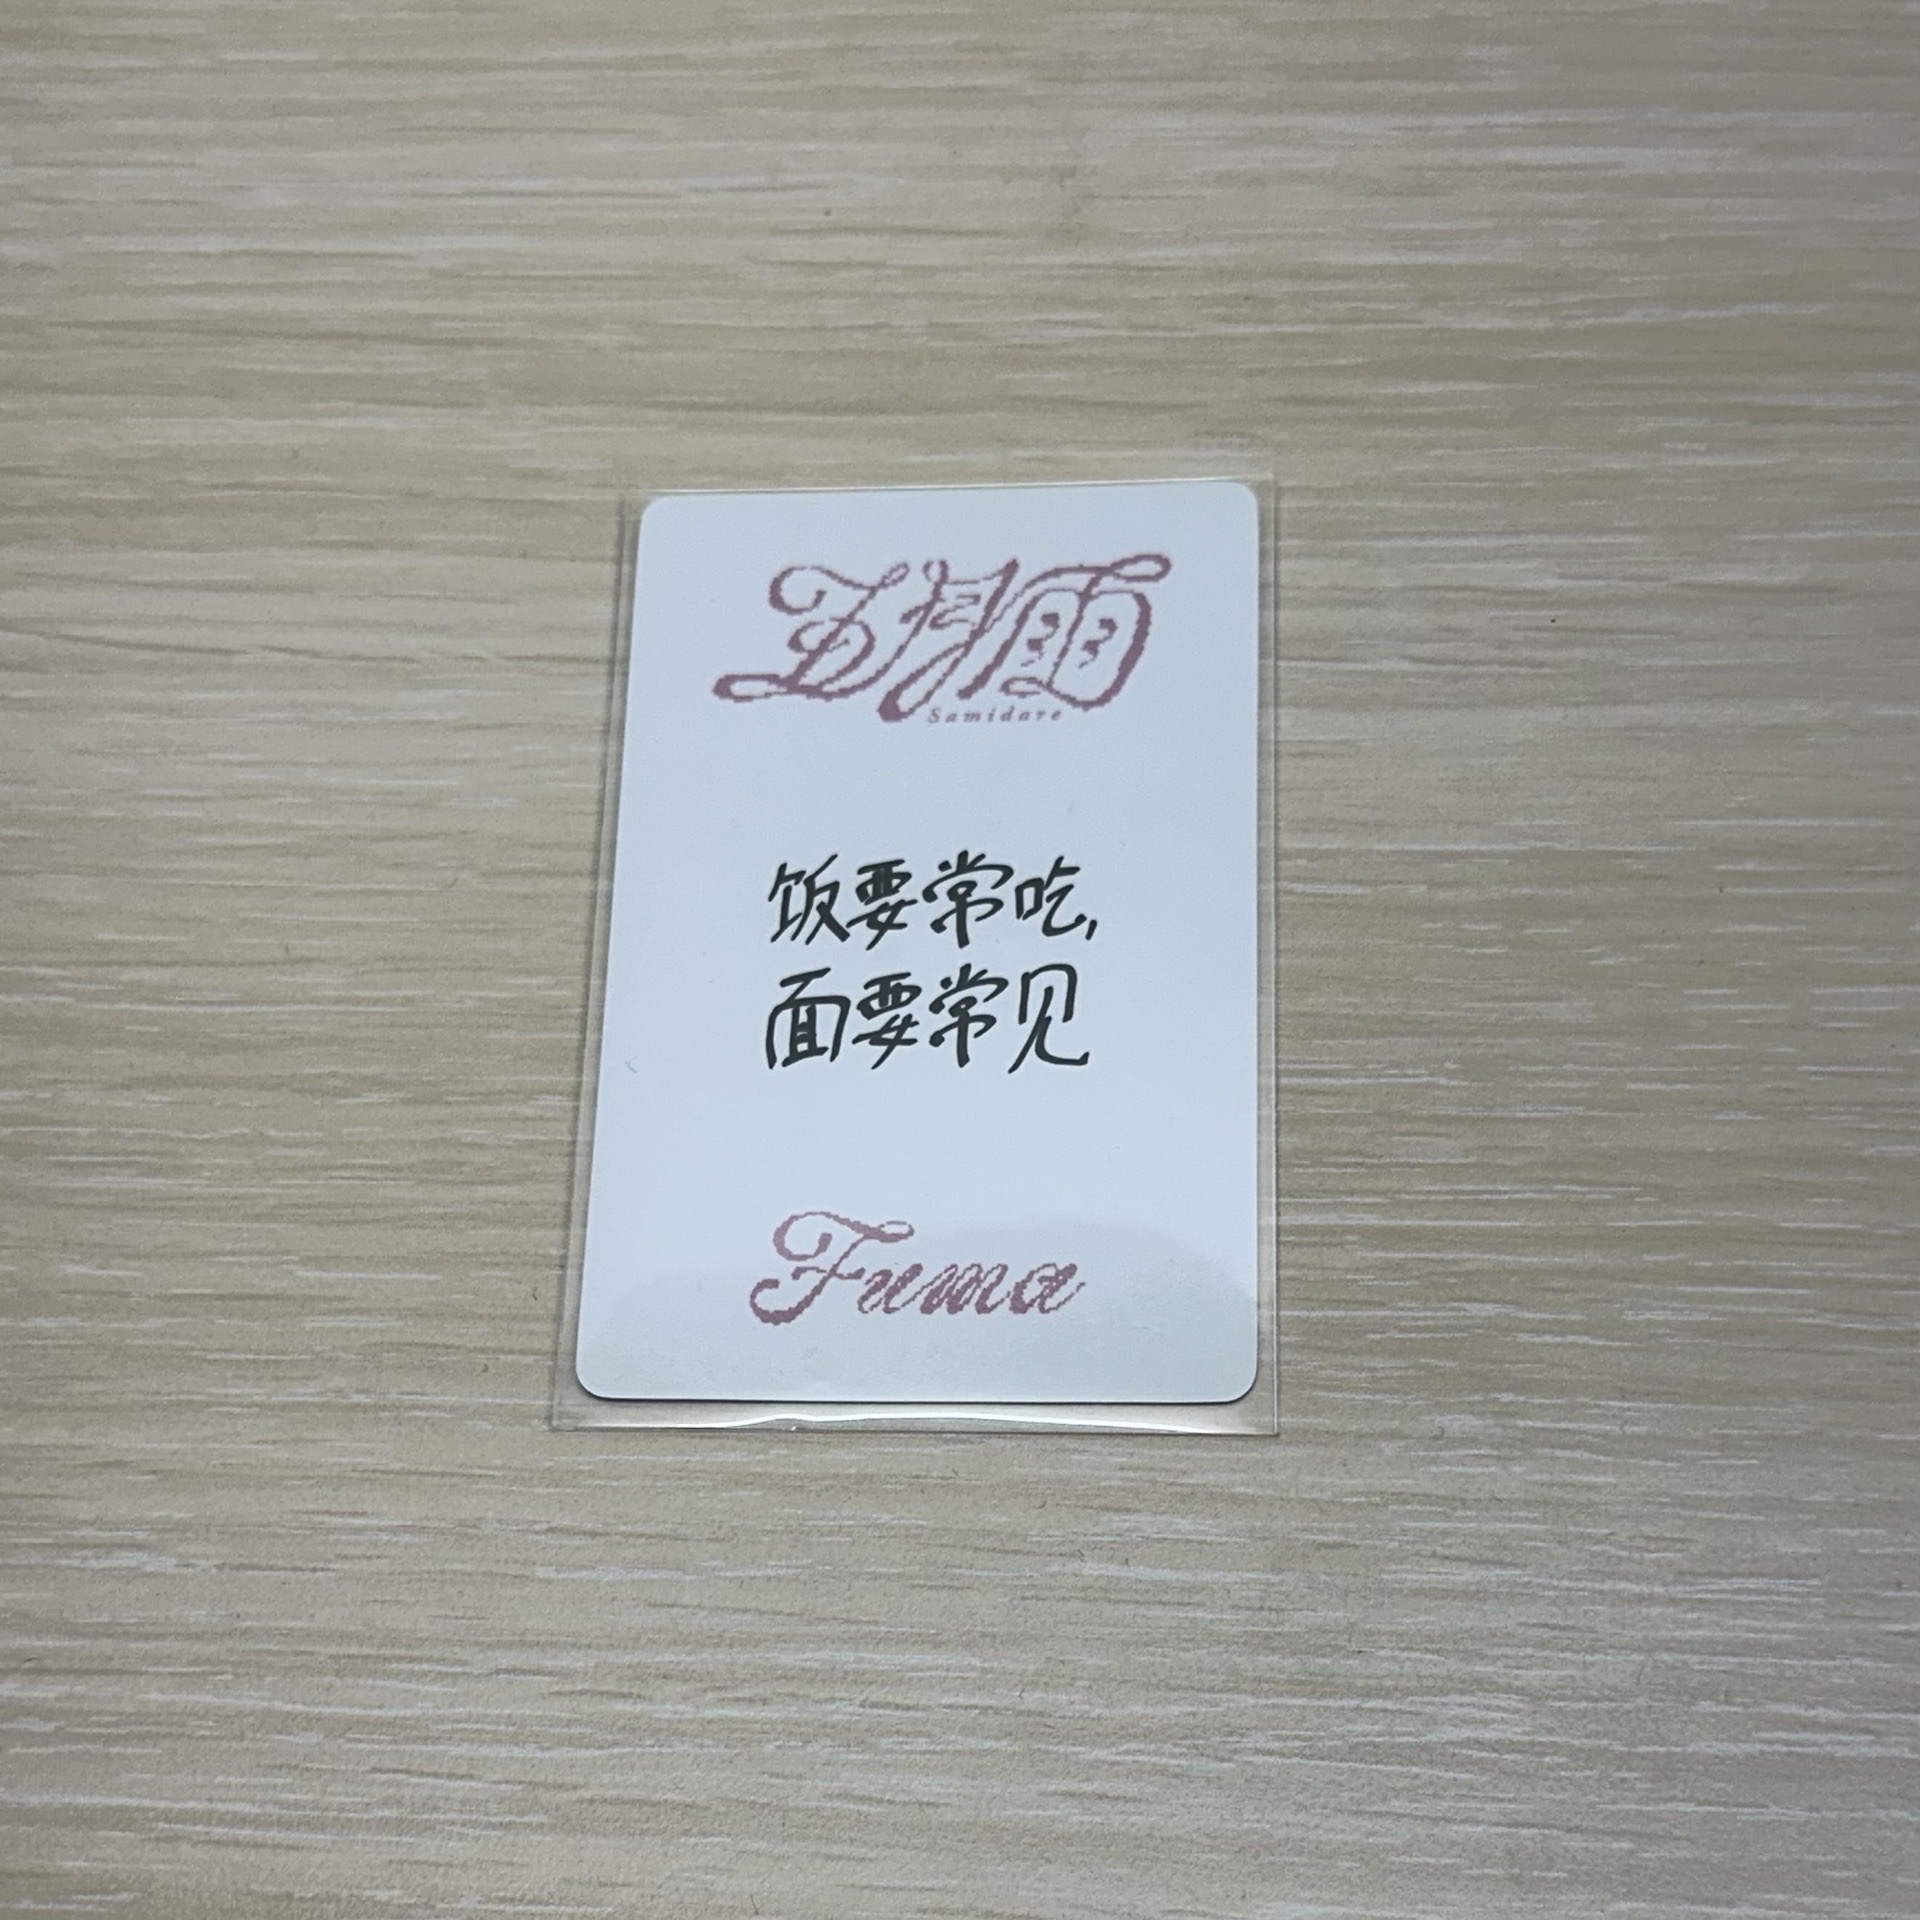 五月雨
Samidare
饭要常吃,
面要常见
Fuma